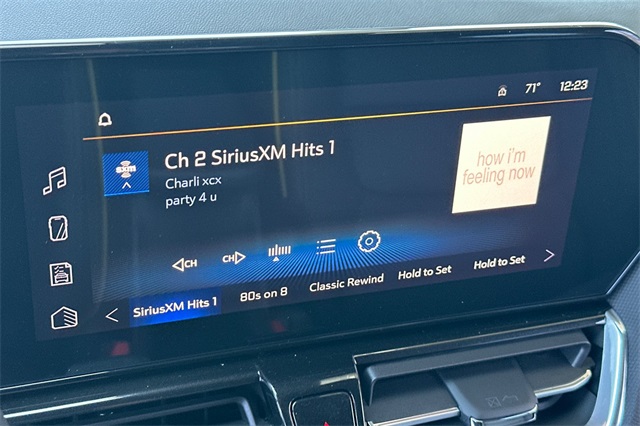 71° 12:23
Ch 2 SiriusXM Hits 1
Charli xcx
party 4 u
sxm
how i'm
feeling now
CH CH
SiriusXM Hits 1 80s on 8 Classic Rewind Hold to Set Hold to Set